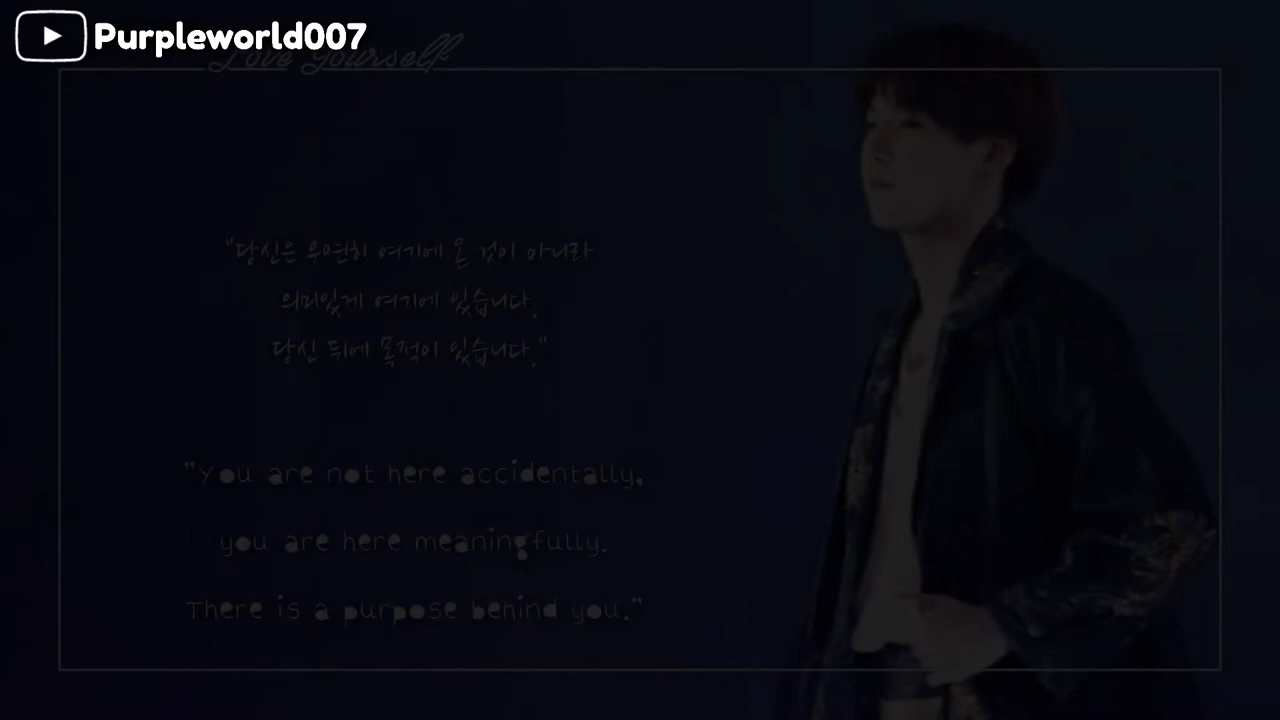 Purpleworld007
Love Yourself
"당신은 우연히 여기에 온 것이 아니라
의미있게 여기에 있습니다.
당신 뒤에 목적이 있습니다."
"You are not here accidentally,
you are here meaningfully.
There is a purpose behind you."